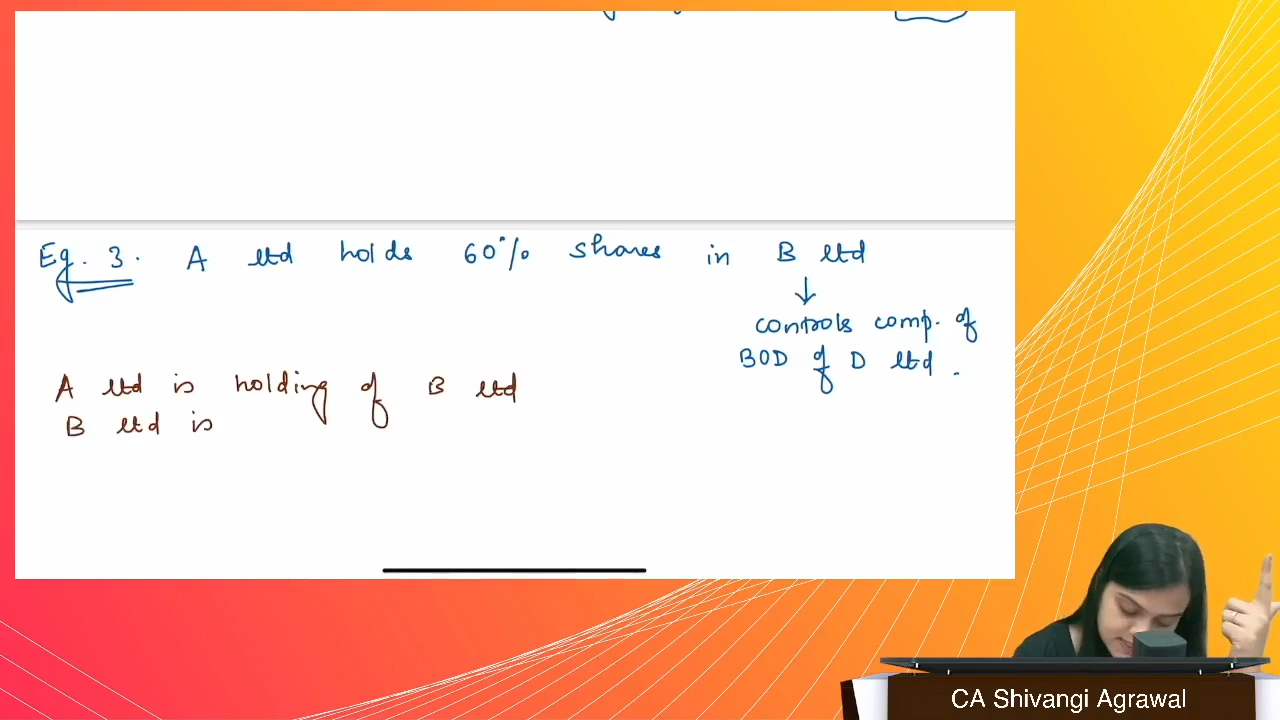 Eg. 3. A ltd holds 60% shares in B ltd
↓
controls comp. of
BOD of D ltd.
A ltd is holding of B ltd
B ltd is
CA Shivangi Agrawal